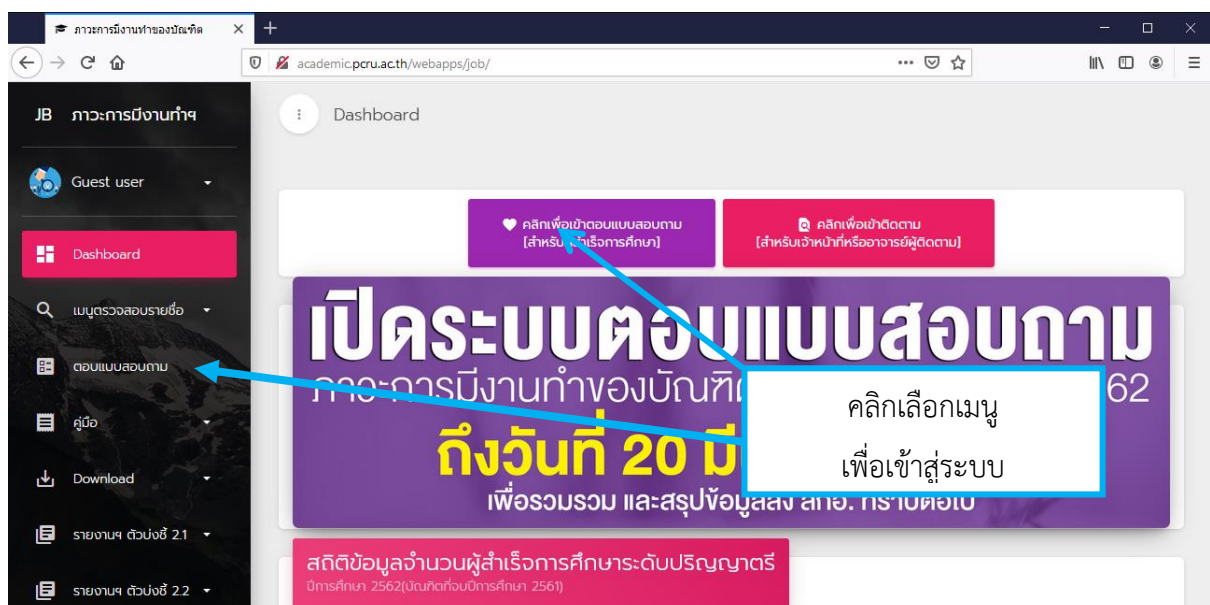 ภาวะการมีงานทำของบัณฑิต
academic.pcru.ac.th/webapps/job/
JB ภาวะการมีงานทำฯ
Dashboard
Guest user
คลิกเพื่อเข้าตอบแบบสอบถาม
[สำหรับ เร็จการศึกษา]
คลิกเพื่อเข้าติดตาม
[สำหรับเจ้าหน้าที่หรืออาจารย์ผู้ติดตาม]
Dashboard
เมนูตรวจสอบรายชื่อ
ตอบแบบสอบถาม
คู่มือ
Download
รายงานฯ ตัวบ่งชี้ 2.1
รายงานฯ ตัวบ่งชี้ 2.2
เปิดระบบตอบแบบสอบถาม
ภาวะการมีงานทำของบัณฑิต 62
ถึงวันที่ 20 มี
เพื่อรวบรวม และสรุปข้อมูลส่ง สกอ. ทราบต่อไป
คลิกเลือกเมนู
เพื่อเข้าสู่ระบบ
สถิติข้อมูลจำนวนผู้สำเร็จการศึกษาระดับปริญญาตรี
ปีการศึกษา 2562(บัณฑิตที่จบปีการศึกษา 2561)